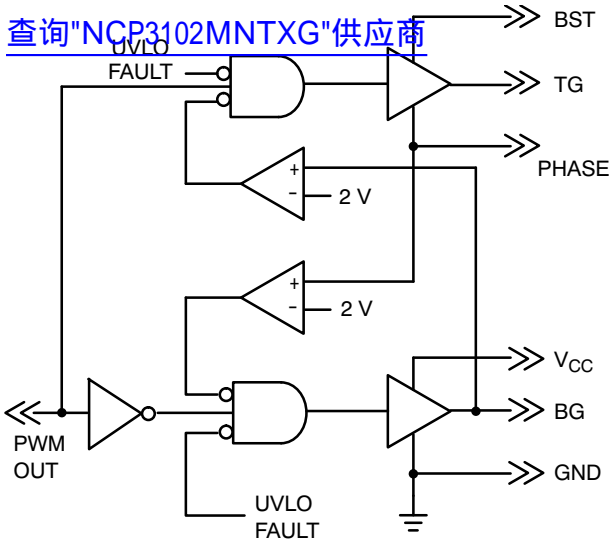 查询"NCP3102MNTXG"供应商
BST
UVLO
FAULT
TG
PHASE
+
−
2 V
+
−
2 V
VCC
PWM
OUT
BG
GND
UVLO
FAULT